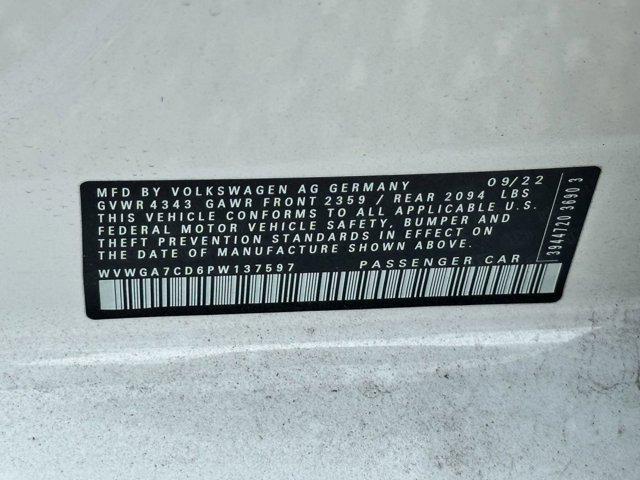 MFD BY VOLKSWAGEN AG GERMANY 09/22
GVWR 4343 GAWR FRONT 2359 / REAR 2094 LBS
THIS VEHICLE CONFORMS TO ALL APPLICABLE U.S.
FEDERAL MOTOR VEHICLE SAFETY, BUMPER AND
THEFT PREVENTION STANDARDS IN EFFECT ON
THE DATE OF MANUFACTURE SHOWN ABOVE.
WVWGA7CD6PW137597 PASSENGER CAR
3944720 3690 3